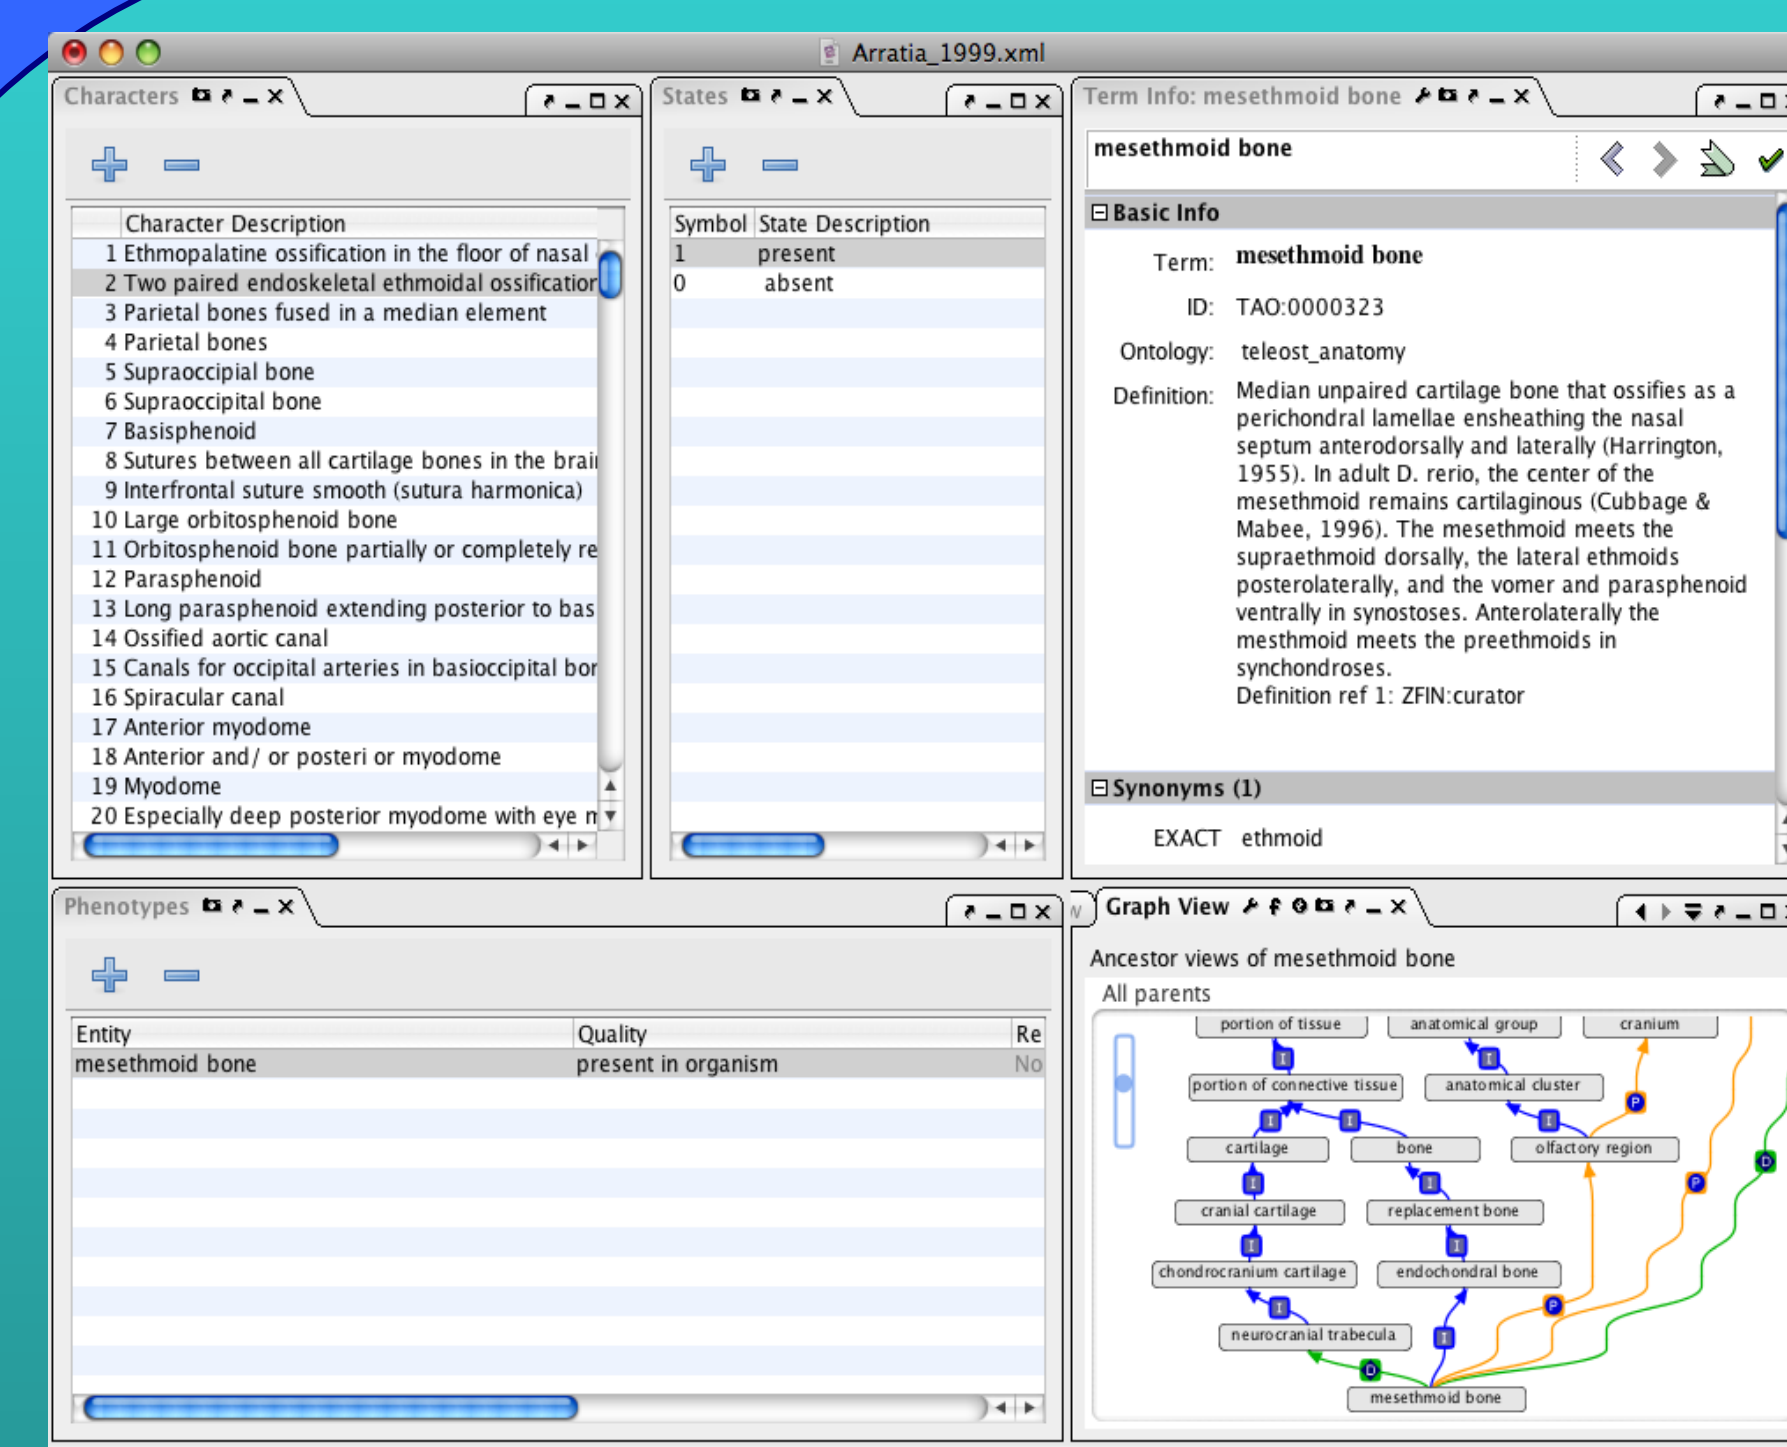 Arratia_1999.xml
Characters
Character Description
1 Ethmopalatine ossification in the floor of nasal
2 Two paired endoskeletal ethmoidal ossification
3 Parietal bones fused in a median element
4 Parietal bones
5 Supraoccipial bone
6 Supraoccipital bone
7 Basisphenoid
8 Sutures between all cartilage bones in the brai
9 Interfrontal suture smooth (sutura harmonica)
10 Large orbitosphenoid bone
11 Orbitosphenoid bone partially or completely re
12 Parasphenoid
13 Long parasphenoid extending posterior to bas
14 Ossified aortic canal
15 Canals for occipital arteries in basioccipital bor
16 Spiracular canal
17 Anterior myodome
18 Anterior and/ or posteri or myodome
19 Myodome
20 Especially deep posterior myodome with eye
States
Symbol State Description
1 present
0 absent
Term Info: mesethmoid bone
mesethmoid bone
Basic Info
Term: mesethmoid bone
ID: TAO:0000323
Ontology: teleost_anatomy
Definition: Median unpaired cartilage bone that ossifies as a
perichondral lamellae ensheathing the nasal
septum anterodorsally and laterally (Harrington,
1955). In adult D. rerio, the center of the
mesethmoid remains cartilaginous (Cubbage &
Mabee, 1996). The mesethmoid meets the
supraethmoid dorsally, the lateral ethmoids
posterolaterally, and the vomer and parasphenoid
ventrally in synostoses. Anterolaterally the
mesthmoid meets the preethmoids in
synchondroses.
Definition ref 1: ZFIN:curator
Synonyms (1)
EXACT ethmoid
Phenotypes
Entity Quality Re
mesethmoid bone present in organism No
Graph View
Ancestor views of mesethmoid bone
All parents
portion of tissue anatomical group cranium
I I
portion of connective tissue anatomical cluster
P
I I I
cartilage bone olfactory region
D
I I P
cranial cartilage replacement bone
I I
chondrocranium cartilage endochondral bone
I P
neurocranial trabecula I
D
mesethmoid bone